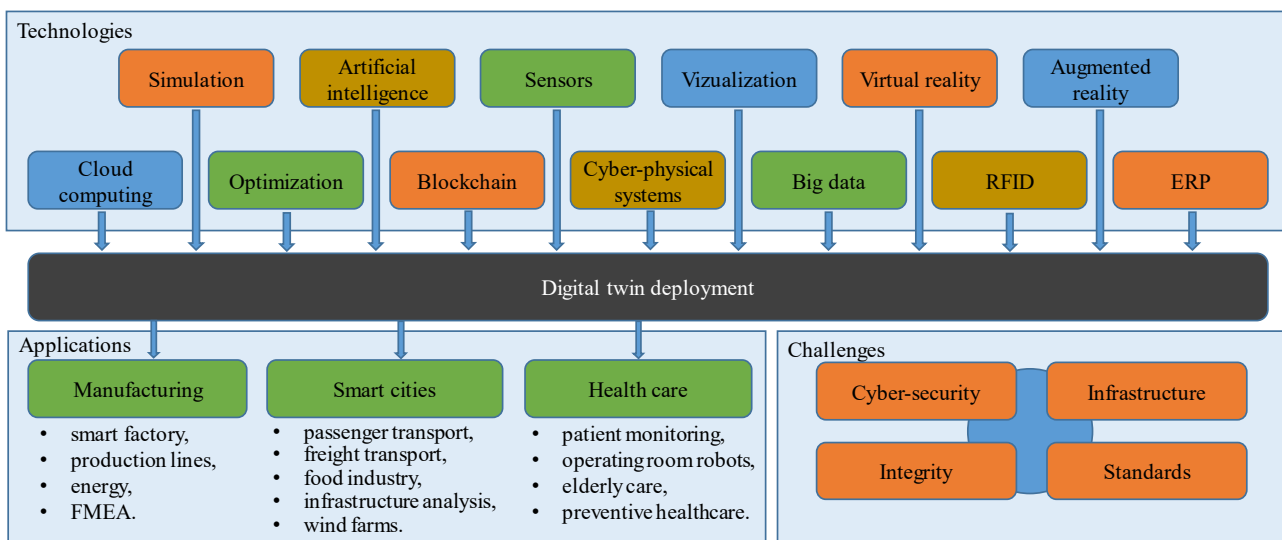 Technologies
Simulation
Artificial
intelligence
Sensors
Vizualization
Virtual reality
Augmented
reality
Cloud
computing
Optimization
Blockchain
Cyber-physical
systems
Big data
RFID
ERP
Digital twin deployment
Applications
Manufacturing
• smart factory,
• production lines,
• energy,
• FMEA.
Smart cities
• passenger transport,
• freight transport,
• food industry,
• infrastructure analysis,
• wind farms.
Health care
• patient monitoring,
• operating room robots,
• elderly care,
• preventive healthcare.
Challenges
Cyber-security
Infrastructure
Integrity
Standards